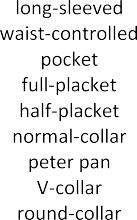 long-sleeved
waist-controlled
pocket
full-placket
half-placket
normal-collar
peter pan
V-collar
round-collar